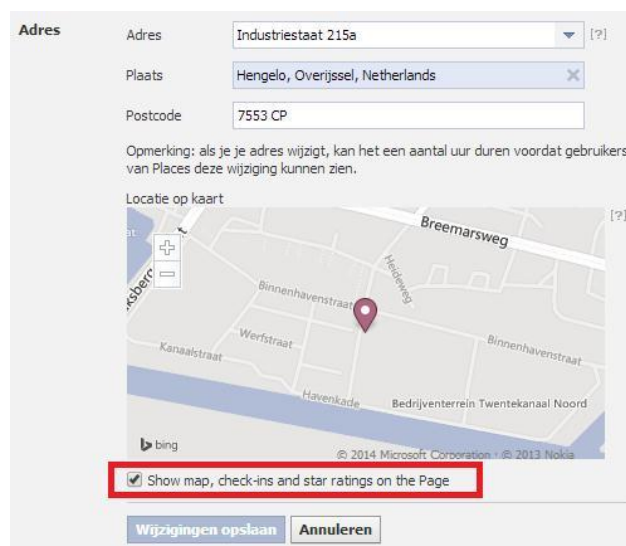 Adres
Adres
Industriestaat 215a
[?]
Plaats
Hengelo, Overijssel, Netherlands
Postcode
7553 CP
Opmerking: als je je adres wijzigt, kan het een aantal uur duren voordat gebruikers
van Places deze wijziging kunnen zien.
Locatie op kaart
[?]
Breemarsweg
Heideweg
Binnenhavenstraat
Werfstraat
Binnenhavenstraat
Kanaalstraat
Havenkade
Bedrijventerrein Twentekanaal Noord
bing
© 2014 Microsoft Corporation · © 2013 Nokia
Show map, check-ins and star ratings on the Page
Wijzigingen opslaan
Annuleren